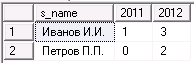 s_name 2011 2012
1 Иванов И.И. 1 3
2 Петров П.П. 0 2